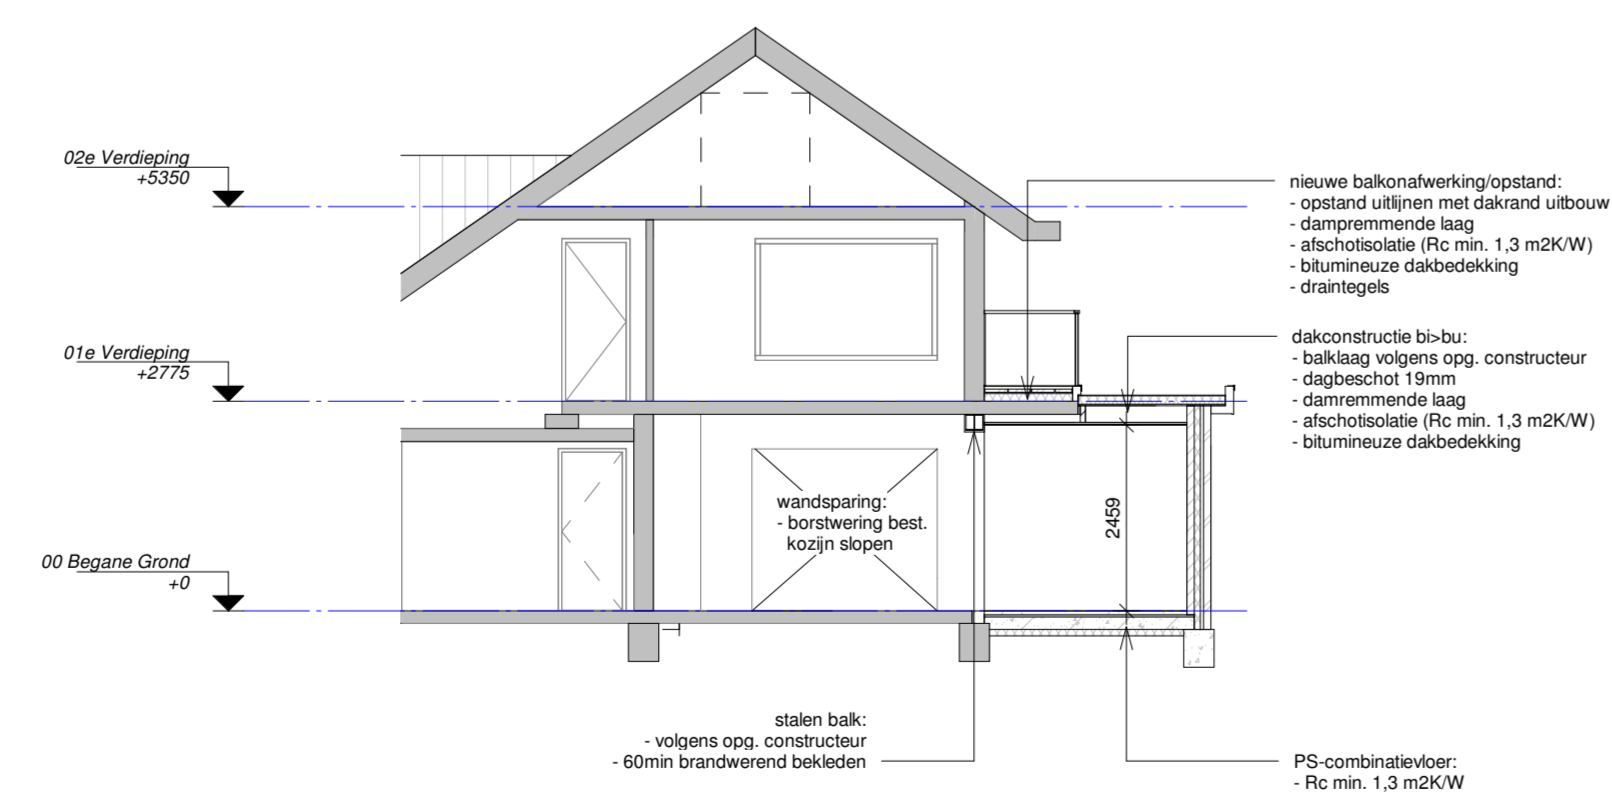 02e Verdieping
+5350
01e Verdieping
+2775
00 Begane Grond
+0
nieuwe balkonafwerking/opstand:
- opstand uitlijnen met dakrand uitbouw
- dampremmende laag
- afschotisolatie (Rc min. 1,3 m2K/W)
- bitumineuze dakbedekking
- draintegels
dakconstructie bi>bu:
- balklaag volgens opg. constructeur
- dagbeschot 19mm
- damremmende laag
- afschotisolatie (Rc min. 1,3 m2K/W)
- bitumineuze dakbedekking
wandsparing:
- borstwering best.
kozijn slopen
2459
stalen balk:
- volgens opg. constructeur
- 60min brandwerend bekleden
PS-combinatievloer:
- Rc min. 1,3 m2K/W